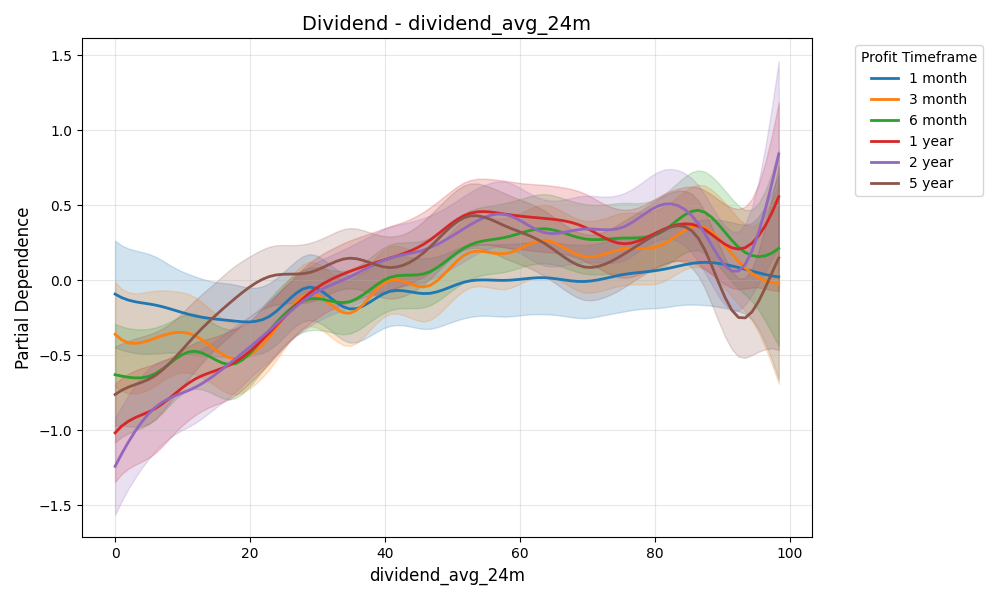 Dividend - dividend_avg_24m
Partial Dependence
1.5
1.0
0.5
0.0
−0.5
−1.0
−1.5
0
20
40
60
80
100
dividend_avg_24m
Profit Timeframe
1 month
3 month
6 month
1 year
2 year
5 year